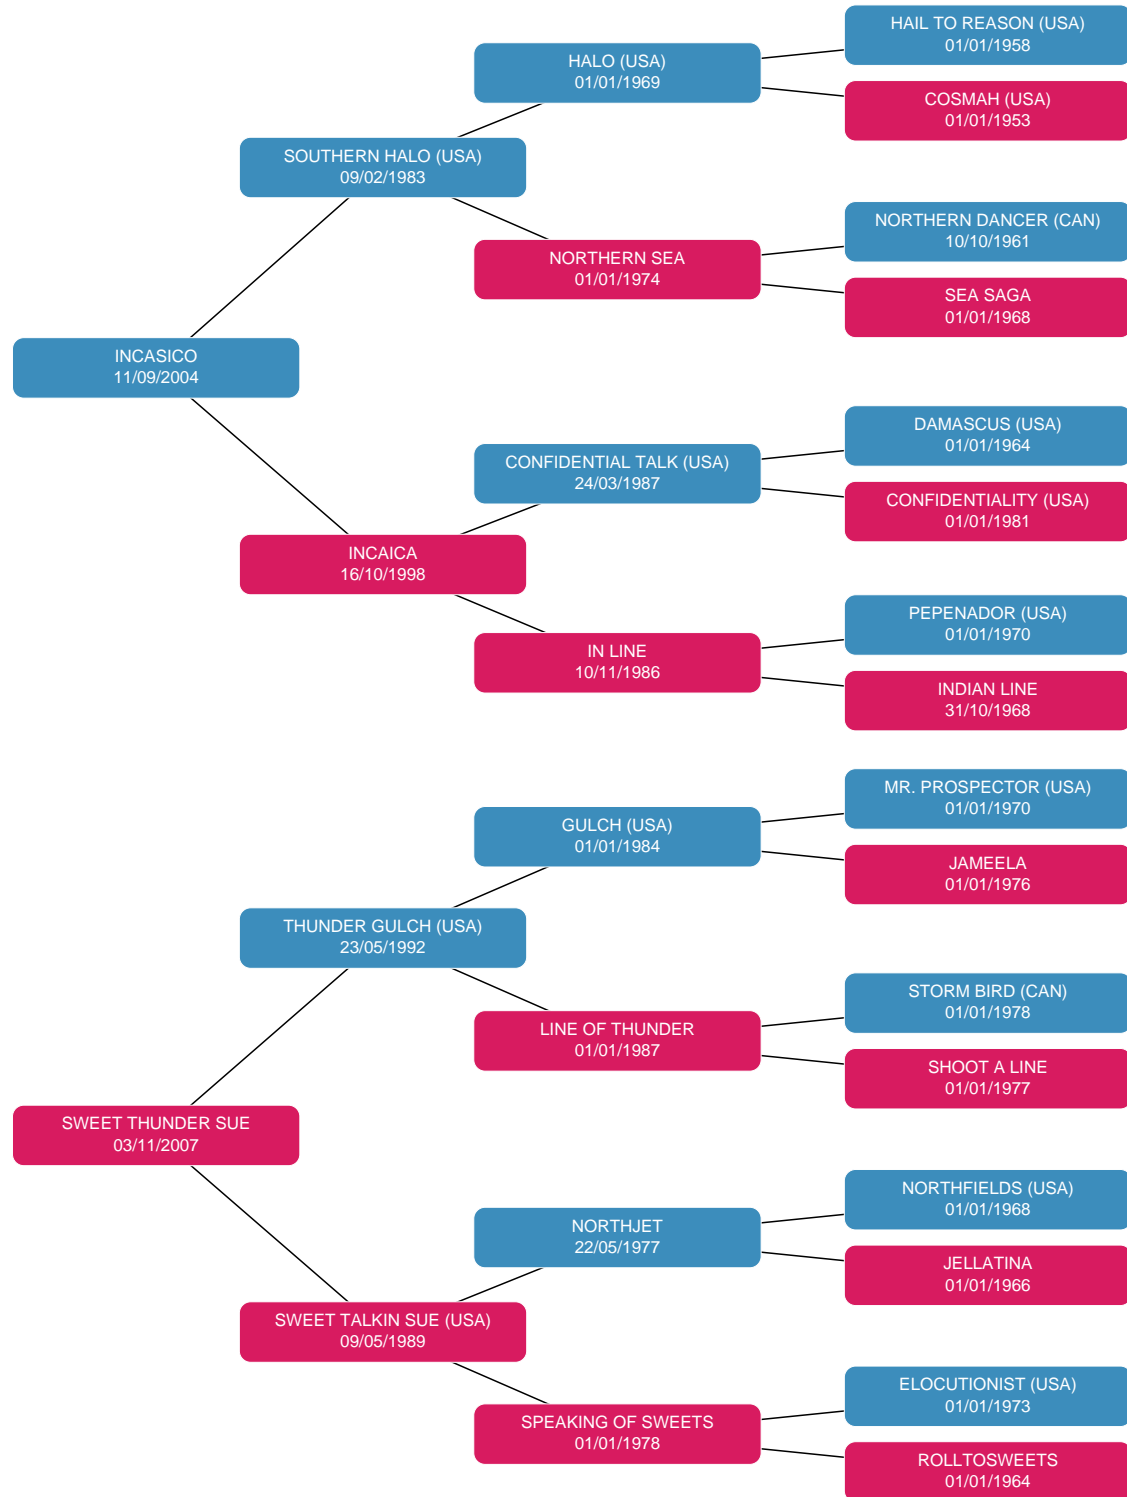 HAIL TO REASON (USA)
01/01/1958
HALO (USA)
01/01/1969
COSMAH (USA)
01/01/1953
SOUTHERN HALO (USA)
09/02/1983
NORTHERN DANCER (CAN)
10/10/1961
NORTHERN SEA
01/01/1974
SEA SAGA
01/01/1968
INCASICO
11/09/2004
DAMASCUS (USA)
01/01/1964
CONFIDENTIAL TALK (USA)
24/03/1987
CONFIDENTIALITY (USA)
01/01/1981
INCAICA
16/10/1998
PEPENADOR (USA)
01/01/1970
IN LINE
10/11/1986
INDIAN LINE
31/10/1968
MR. PROSPECTOR (USA)
01/01/1970
GULCH (USA)
01/01/1984
JAMEELA
01/01/1976
THUNDER GULCH (USA)
23/05/1992
STORM BIRD (CAN)
01/01/1978
LINE OF THUNDER
01/01/1987
SHOOT A LINE
01/01/1977
SWEET THUNDER SUE
03/11/2007
NORTHFIELDS (USA)
01/01/1968
NORTHJET
22/05/1977
JELLATINA
01/01/1966
SWEET TALKIN SUE (USA)
09/05/1989
ELOCUTIONIST (USA)
01/01/1973
SPEAKING OF SWEETS
01/01/1978
ROLLTOSWEETS
01/01/1964